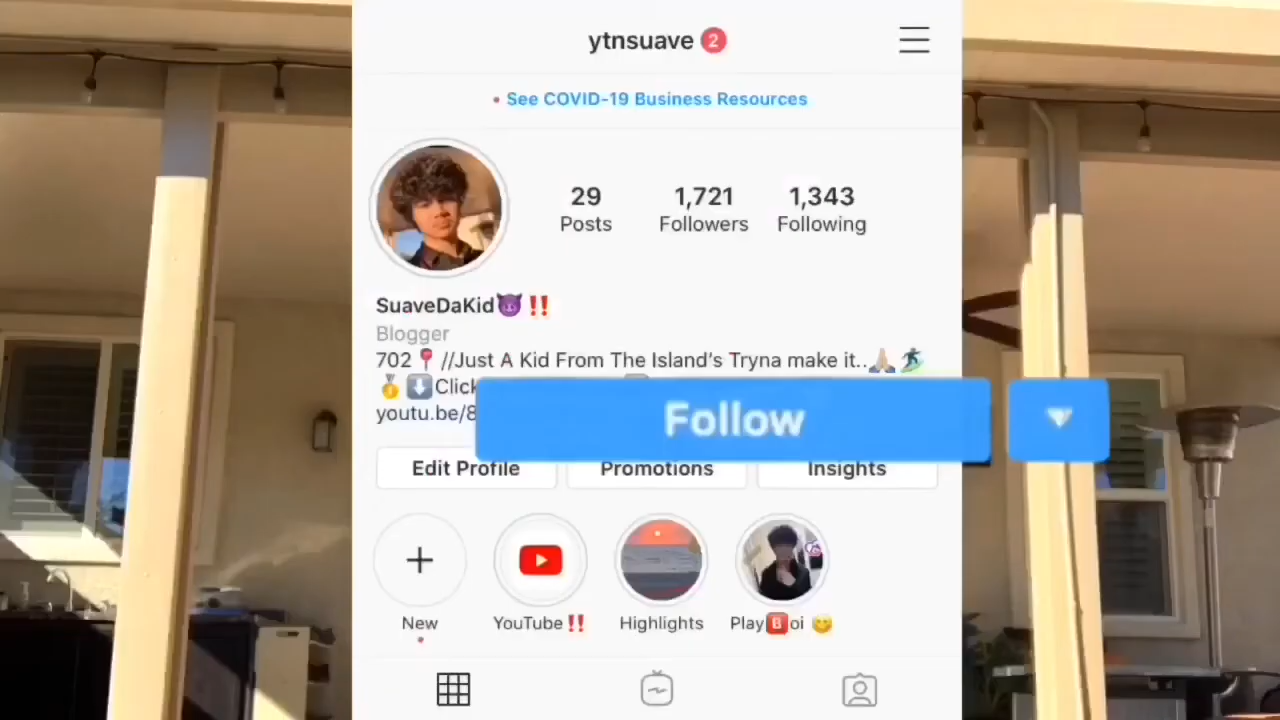 ytnsuave 2
See COVID-19 Business Resources
29 1,721 1,343
Posts Followers Following
SuaveDaKid😈‼️
Blogger
702📍//Just A Kid From The Island’s Tryna make it..🙏🏼🏄🏽‍♂️
🥇⬇️Click
youtu.be/8
Follow
Edit Profile Promotions Insights
New YouTube‼️ Highlights Play🅱️oi 😋